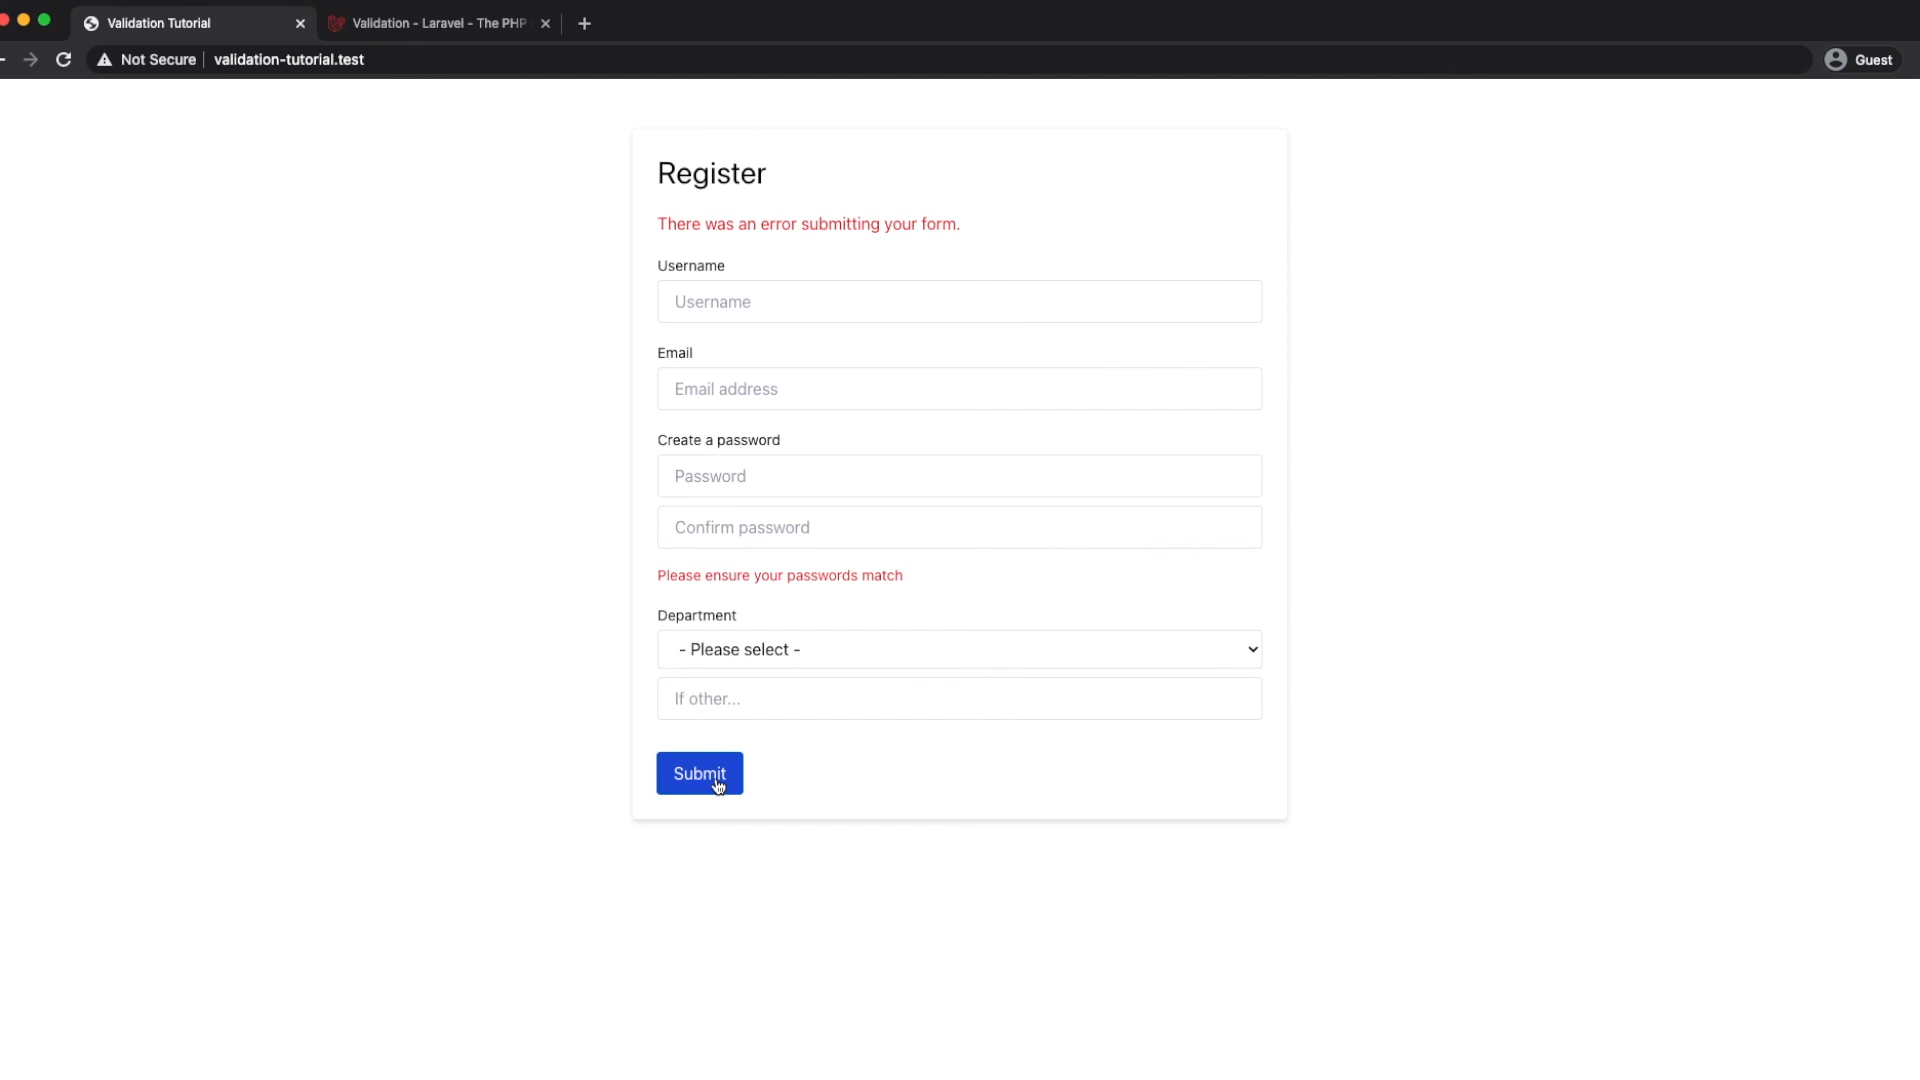 Validation Tutorial
Validation - Laravel - The PHP
Not Secure
validation-tutorial.test
Guest
Register
There was an error submitting your form.
Username
Username
Email
Email address
Create a password
Password
Confirm password
Please ensure your passwords match
Department
- Please select -
If other...
Submit